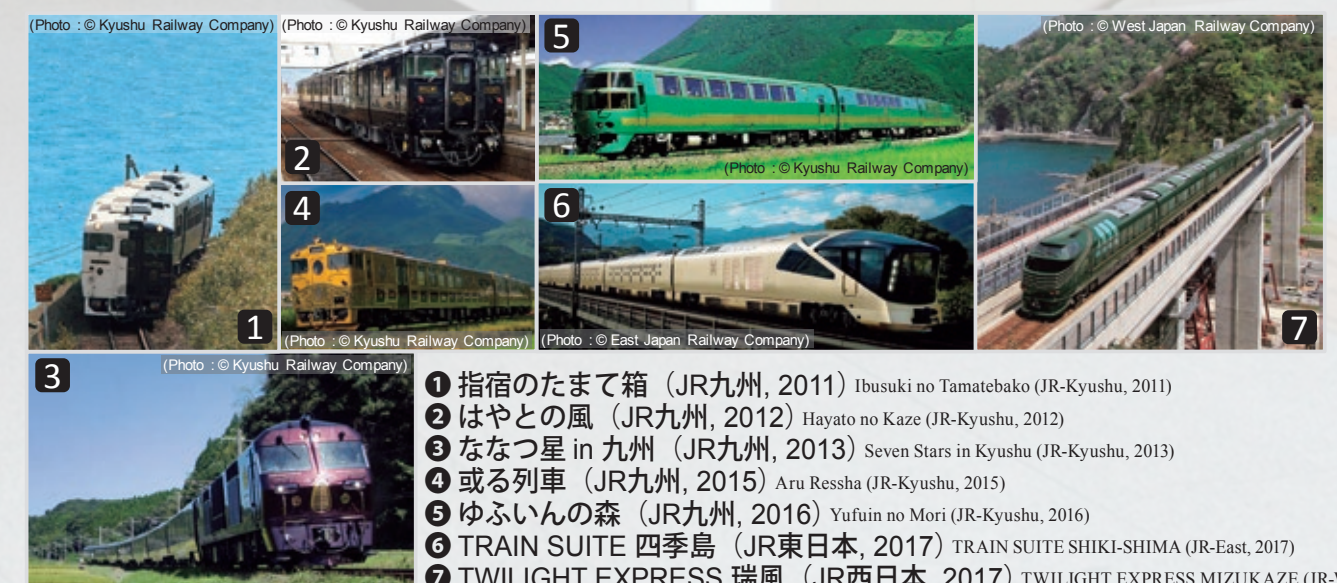 (Photo : © Kyushu Railway Company)
(Photo : © Kyushu Railway Company)
5
(Photo : © West Japan Railway Company)
2
(Photo : © Kyushu Railway Company)
4
6
1
(Photo : © Kyushu Railway Company)
(Photo : © East Japan Railway Company)
7
3
(Photo : © Kyushu Railway Company)
❶ 指宿のたまて箱（JR九州, 2011）Ibusuki no Tamatebako (JR-Kyushu, 2011)
❷ はやとの風（JR九州, 2012）Hayato no Kaze (JR-Kyushu, 2012)
❸ ななつ星 in 九州（JR九州, 2013）Seven Stars in Kyushu (JR-Kyushu, 2013)
❹ 或る列車（JR九州, 2015）Aru Ressha (JR-Kyushu, 2015)
❺ ゆふいんの森（JR九州, 2016）Yufuin no Mori (JR-Kyushu, 2016)
❻ TRAIN SUITE 四季島（JR東日本, 2017）TRAIN SUITE SHIKI-SHIMA (JR-East, 2017)
❼ TWILIGHT EXPRESS 瑞風（JR西日本, 2017）TWILIGHT EXPRESS MIZUKAZE (JR-